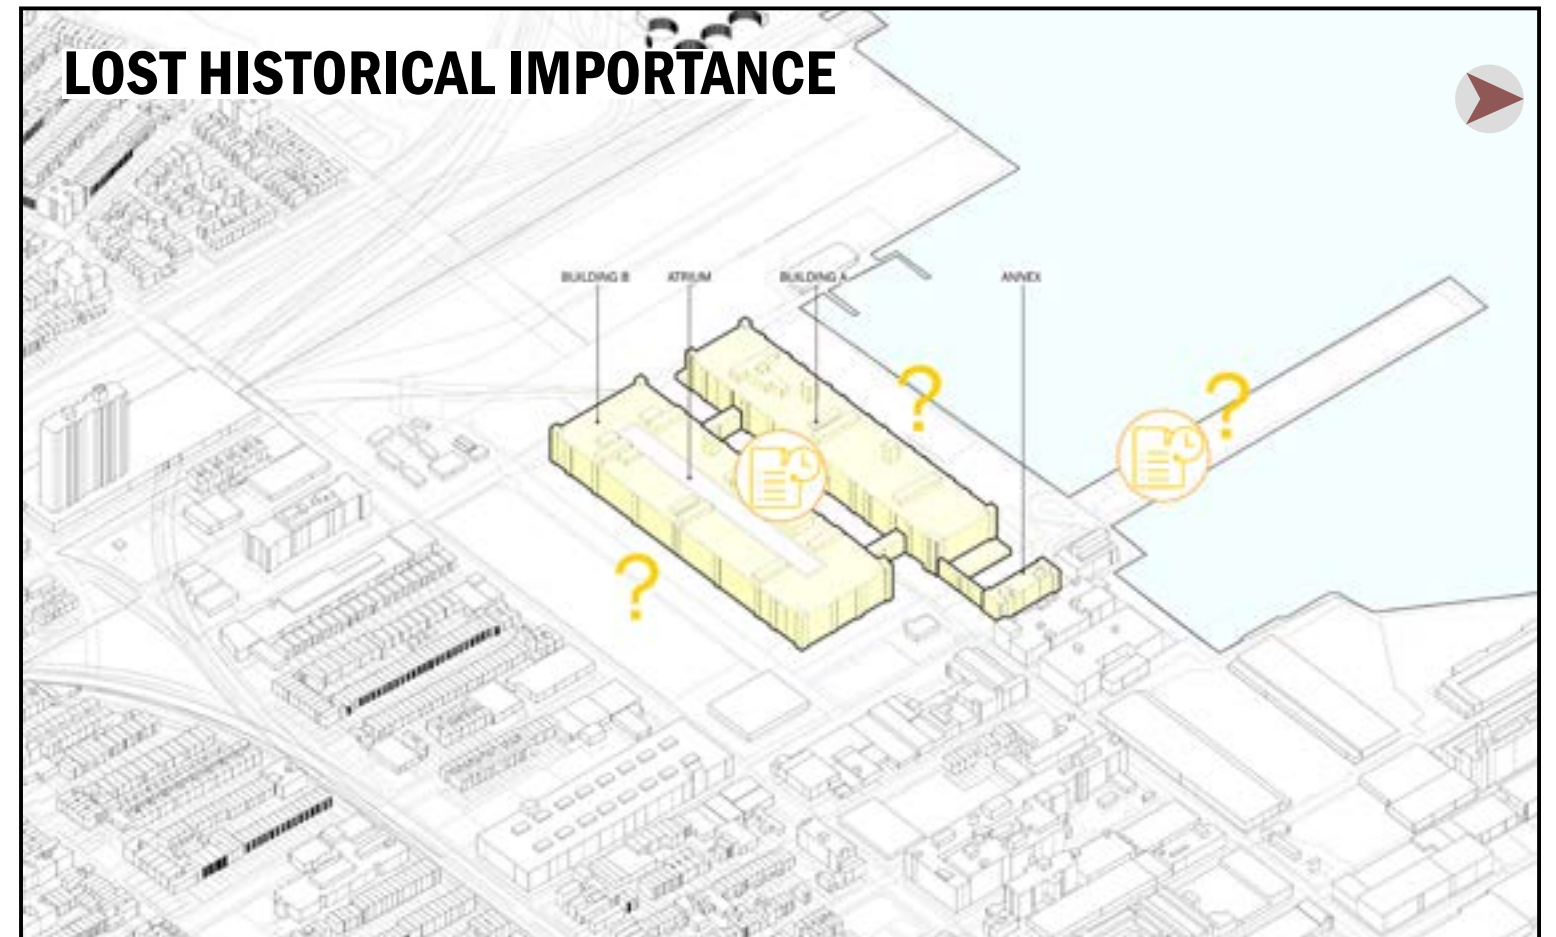 LOST HISTORICAL IMPORTANCE
BUILDING B
ATRIUM
BUILDING A
ANNEX
?
?
?